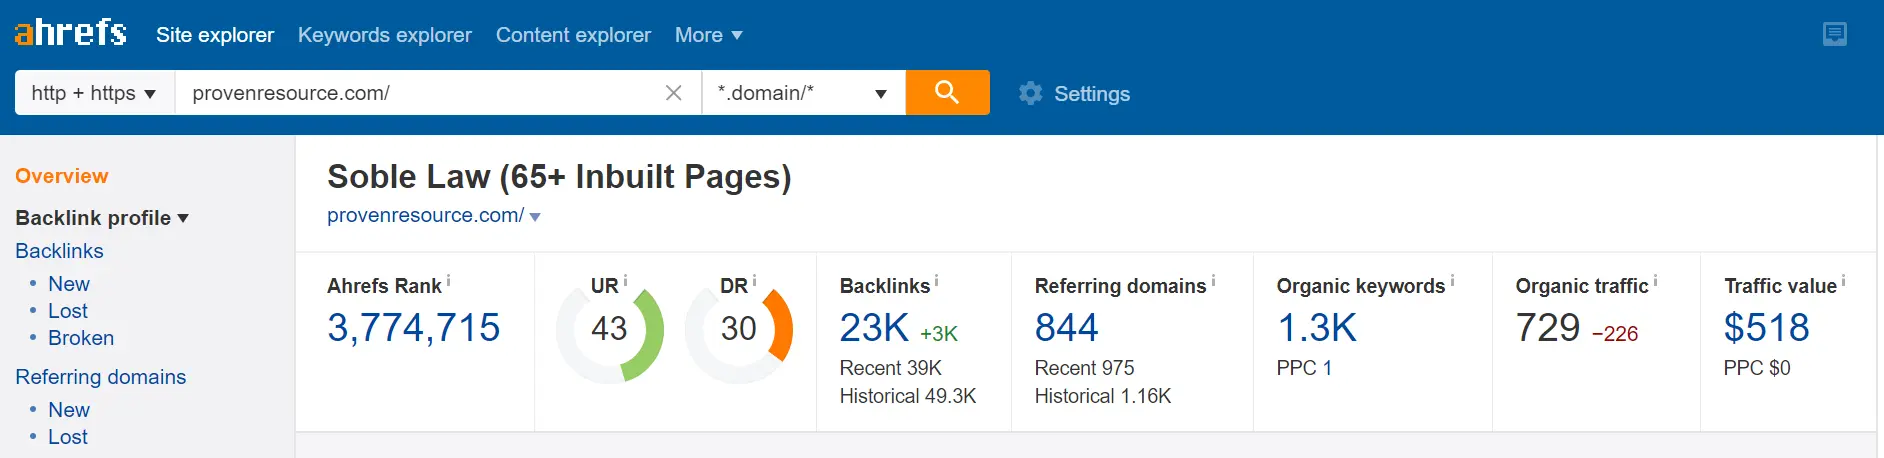 ahrefs Site explorer Keywords explorer Content explorer More
http + https provenresource.com/ *.domain/* Settings
Overview
Backlink profile
Backlinks
• New
• Lost
• Broken
Referring domains
• New
• Lost
Soble Law (65+ Inbuilt Pages)
provenresource.com/
Ahrefs Rank i
3,774,715
UR i
43
DR i
30
Backlinks i
23K +3K
Recent 39K
Historical 49.3K
Referring domains i
844
Recent 975
Historical 1.16K
Organic keywords i
1.3K
PPC 1
Organic traffic i
729 −226
Traffic value i
$518
PPC $0